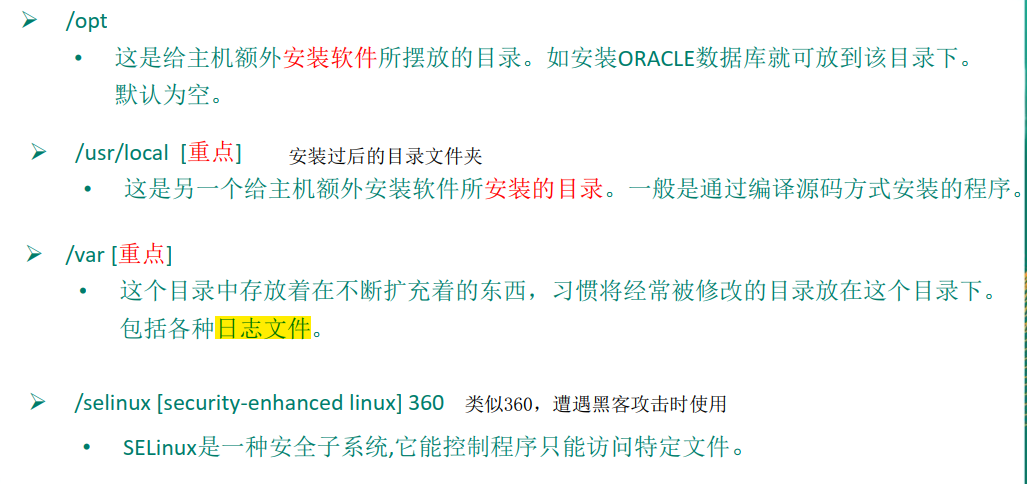 /opt
这是给主机额外安装软件所摆放的目录。如安装ORACLE数据库就可放到该目录下。
默认为空。
/usr/local [重点] 安装过后的目录文件夹
这是另一个给主机额外安装软件所安装的目录。一般是通过编译源码方式安装的程序。
/var [重点]
这个目录中存放着在不断扩充着的东西，习惯将经常被修改的目录放在这个目录下。
包括各种日志文件。
/selinux [security-enhanced linux] 360 类似360，遭遇黑客攻击时使用
SELinux是一种安全子系统,它能控制程序只能访问特定文件。